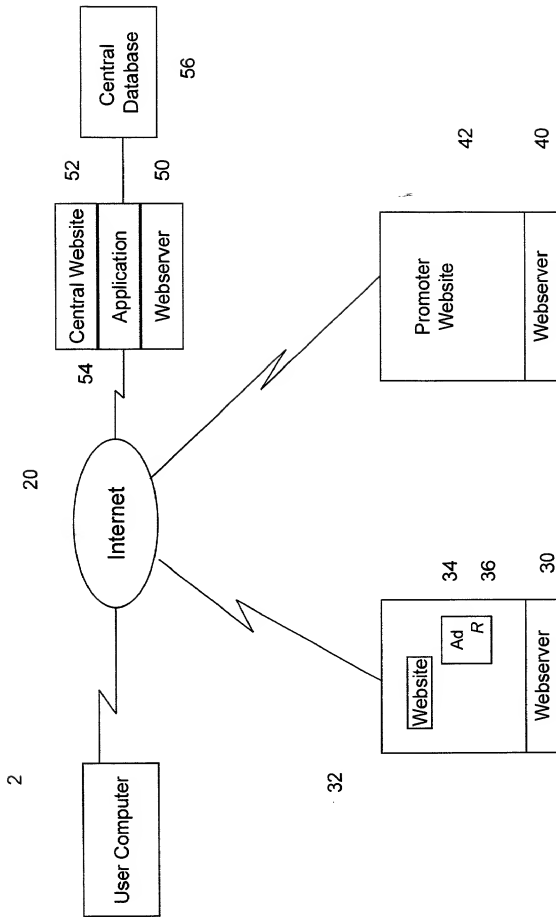 2
20
User Computer
Internet
54
Central Website
52
Application
Webserver
50
Central
Database
56
32
Website
Ad
34
R
36
Webserver
30
Promoter
Website
42
Webserver
40